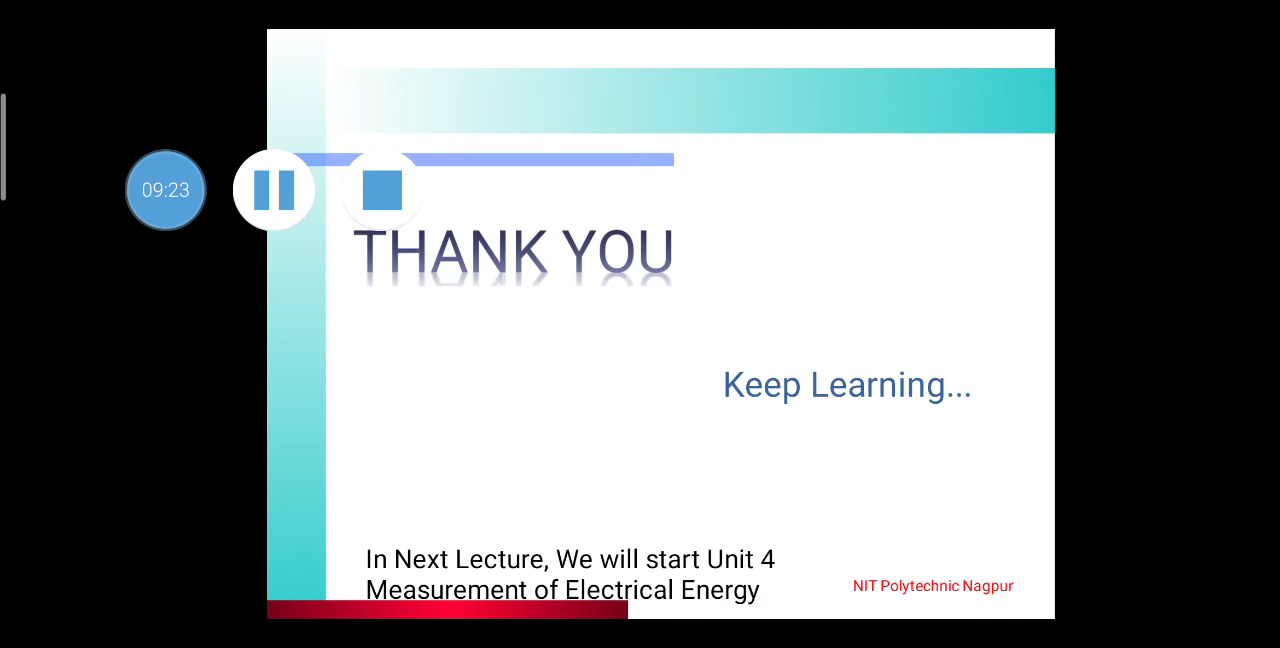 09:23
THANK YOU
Keep Learning...
In Next Lecture, We will start Unit 4
Measurement of Electrical Energy
NIT Polytechnic Nagpur